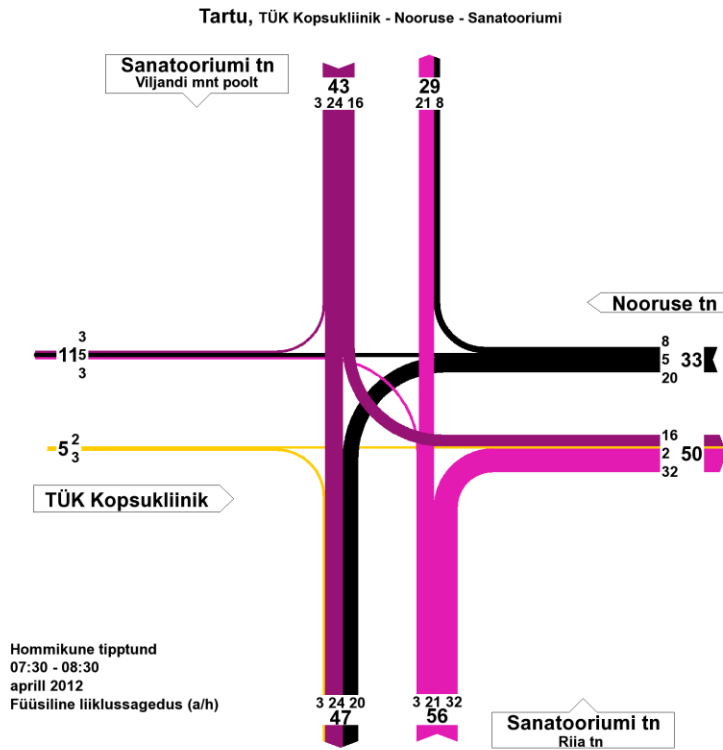 Tartu, TÜK Kopsukliinik - Nooruse - Sanatooriumi
Sanatooriumi tn
Viljandi mnt poolt
43
3 24 16
29
21 8
Nooruse tn
3
11 5
3
8
5 33
20
2
5
3
16
2 50
32
TÜK Kopsukliinik
Hommikune tipptund
07:30 - 08:30
aprill 2012
Füüsiline liiklussagedus (a/h)
3 24 20
47
3 21 32
56
Sanatooriumi tn
Riia tn